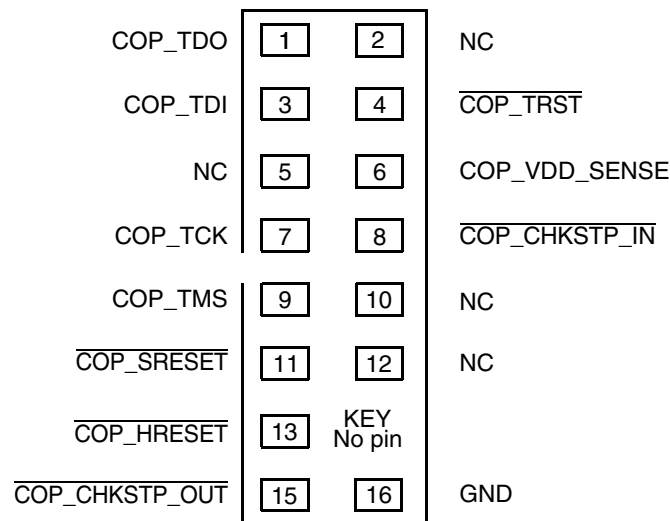 COP_TDO 1 2 NC
COP_TDI 3 4 COP_TRST
NC 5 6 COP_VDD_SENSE
COP_TCK 7 8 COP_CHKSTP_IN
COP_TMS 9 10 NC
COP_SRESET 11 12 NC
COP_HRESET 13 KEY
No pin
COP_CHKSTP_OUT 15 16 GND